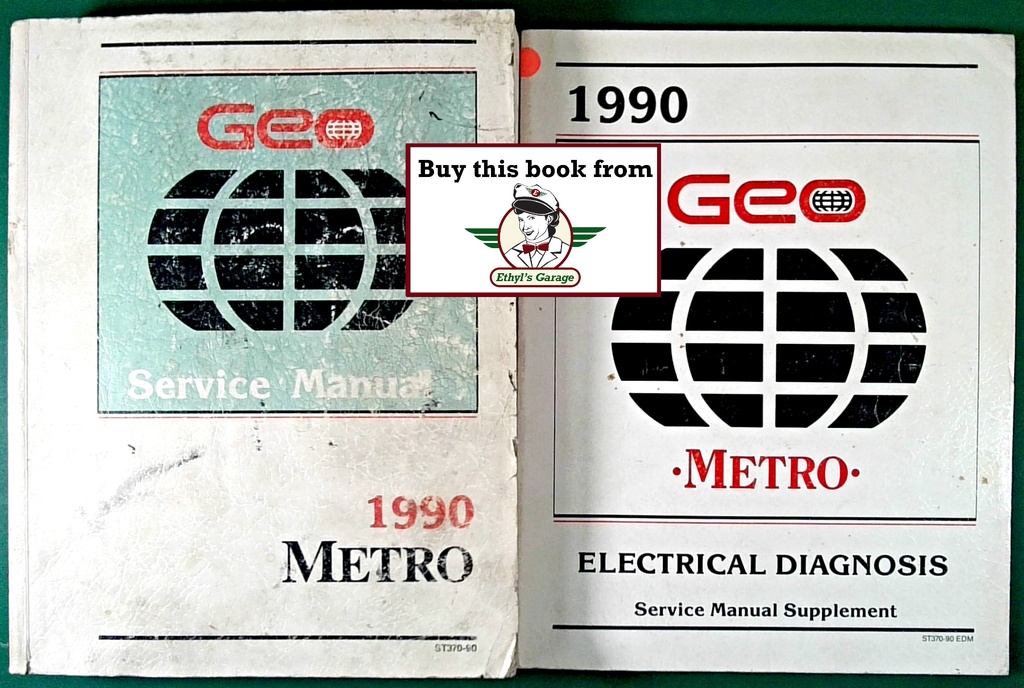 Geo
Service Manual
1990
METRO
ST370-90
Buy this book from
E
Ethyl's Garage
1990
Geo
•METRO•
ELECTRICAL DIAGNOSIS
Service Manual Supplement
ST370-90 EDM